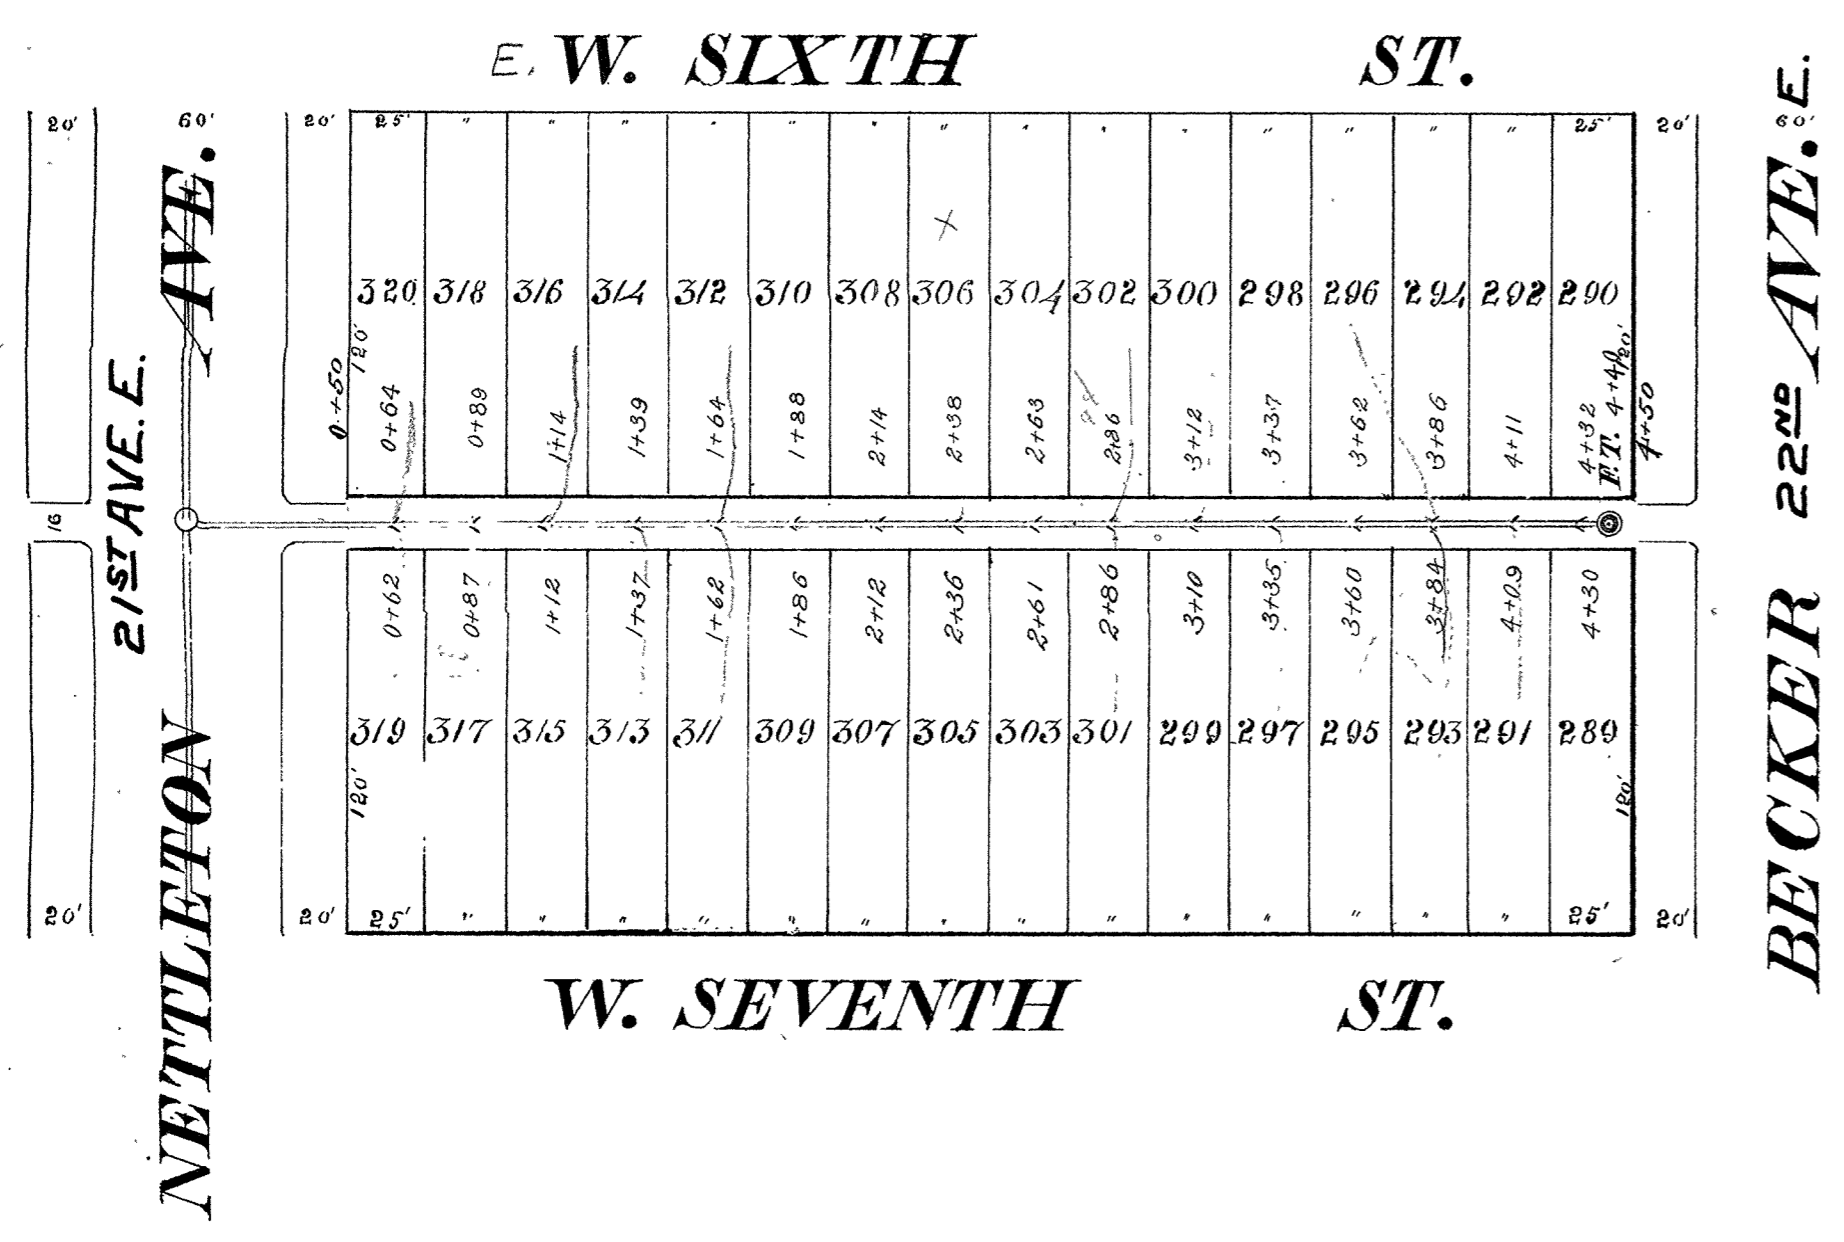 E. W. SIXTH ST.
20' 60' 20' 25' " " " " " " " " " " " " " " 25' 20' 60'
NETTLETON AVE.
21ST AVE. E.
BECKER AVE. E.
22ND
320 318 316 314 312 310 308 306 304 302 300 298 296 294 292 290
120' 120'
0+50 0+64 0+89 1+14 1+39 1+64 1+88 2+14 2+38 2+63 2+86 3+12 3+37 3+62 3+86 4+11 4+32 F.T. 4+40 4+50
16
0+62 0+87 1+12 1+37 1+62 1+86 2+12 2+36 2+61 2+86 3+10 3+35 3+60 3+84 4+09 4+30
319 317 315 313 311 309 307 305 303 301 299 297 295 293 291 289
120' 120'
20' 20' 25' " " " " " " " " " " " " " " 25' 20'
W. SEVENTH ST.